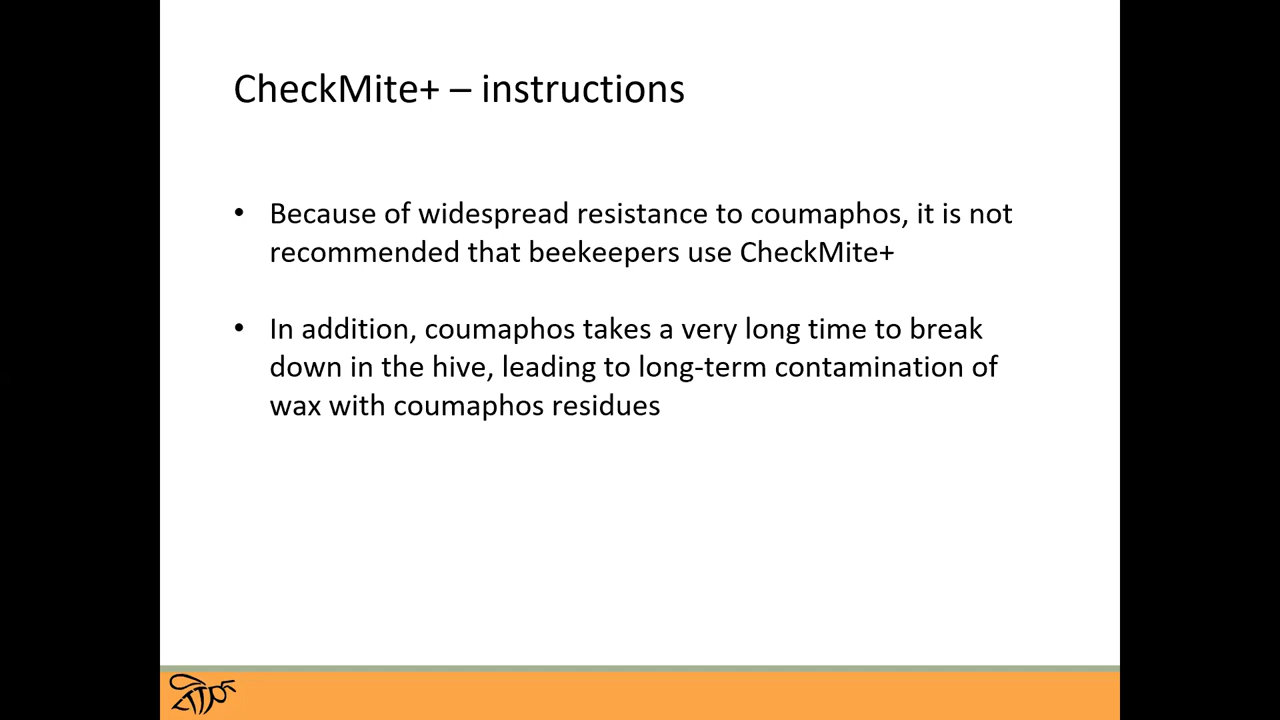 CheckMite+ – instructions
• Because of widespread resistance to coumaphos, it is not
recommended that beekeepers use CheckMite+
• In addition, coumaphos takes a very long time to break
down in the hive, leading to long-term contamination of
wax with coumaphos residues